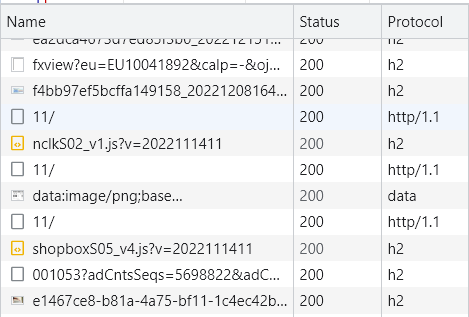 Name Status Protocol
200 h2
fxview?eu=EU10041892&calp=-&oj... 200 h2
f4bb97ef5bcffa149158_20221208164... 200 h2
11/ 200 http/1.1
nclkS02_v1.js?v=2022111411 200 h2
11/ 200 http/1.1
data:image/png;base... 200 data
11/ 200 http/1.1
shopboxS05_v4.js?v=2022111411 200 h2
001053?adCntsSeqs=5698822&adC... 200 h2
e1467ce8-b81a-4a75-bf11-1c4ec42b... 200 h2